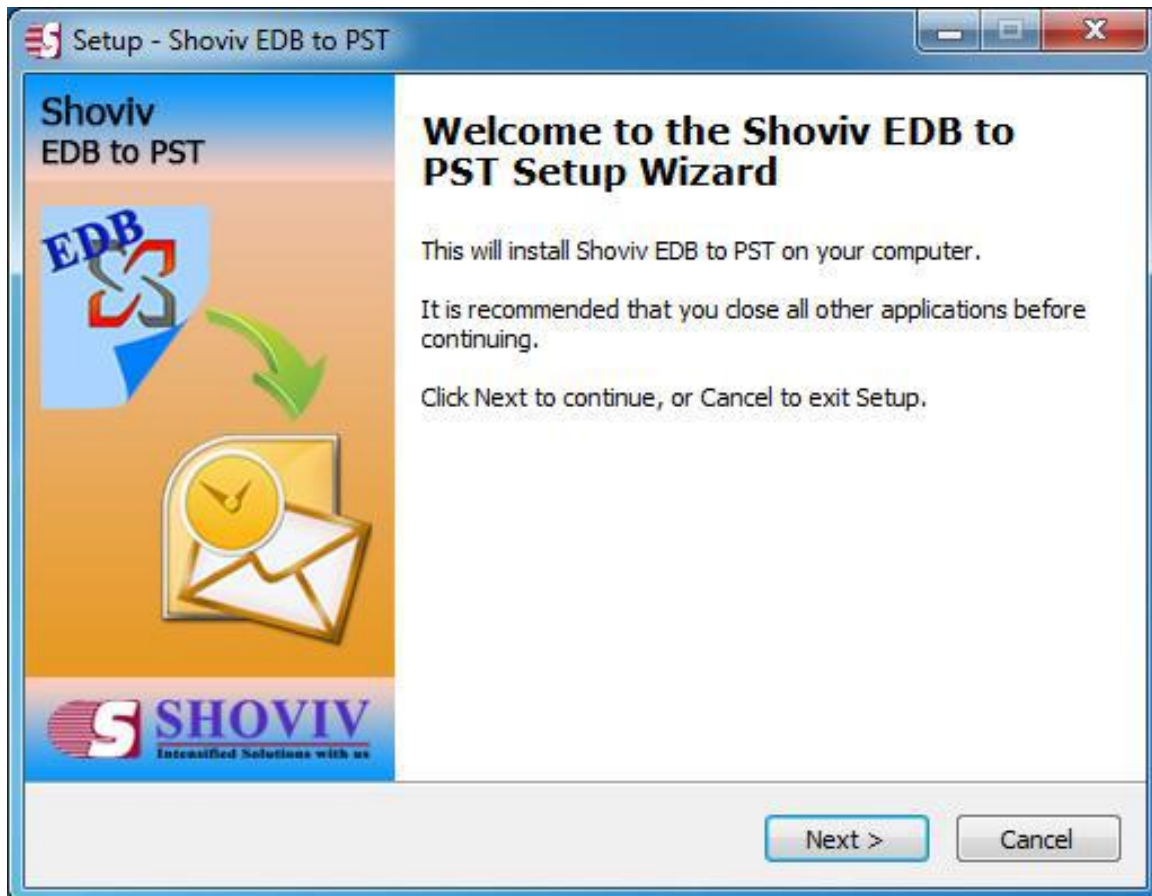 Setup - Shoviv EDB to PST
Shoviv
EDB to PST
EDB
SHOVIV
Intensified Solutions with us
Welcome to the Shoviv EDB to
PST Setup Wizard
This will install Shoviv EDB to PST on your computer.
It is recommended that you close all other applications before
continuing.
Click Next to continue, or Cancel to exit Setup.
Next >
Cancel